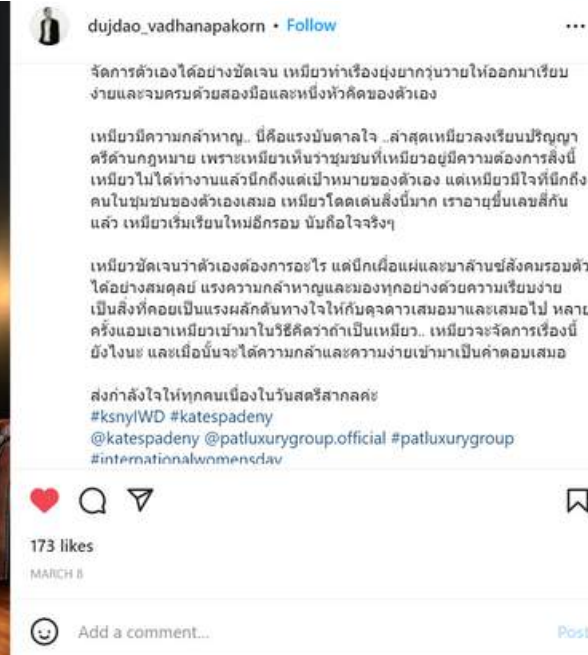 dujdao_vadhanapakorn • Follow
จัดการตัวเองได้อย่างชัดเจน เหมียวทำเรื่องยุ่งยากวุ่นวายให้ออกมาเรียบ
ง่ายและจบครบด้วยสองมือและหนึ่งหัวคิดของตัวเอง
เหมียวมีความกล้าหาญ.. นี่คือแรงบันดาลใจ ..ล่าสุดเหมียวลงเรียนปริญญา
ตรีด้านกฎหมาย เพราะเหมียวเห็นว่าชุมชนที่เหมียวอยู่มีความต้องการสิ่งนี้
เหมียวไม่ได้ทำงานแล้วนึกถึงแต่เป้าหมายของตัวเอง แต่เหมียวมีใจที่นึกถึง
คนในชุมชนของตัวเองเสมอ เหมียวโดดเด่นสิ่งนี้มาก เราอายุขึ้นเลขสี่กัน
แล้ว เหมียวเริ่มเรียนใหม่อีกรอบ นับถือใจจริงๆ
เหมียวชัดเจนว่าตัวเองต้องการอะไร แต่นึกเผื่อแผ่และบาลานซ์สังคมรอบตัว
ได้อย่างสมดุลย์ แรงความกล้าหาญและมองทุกอย่างด้วยความเรียบง่าย
เป็นสิ่งที่คอยเป็นแรงผลักดันทางใจให้กับดุจดาวเสมอมาและเสมอไป หลาย
ครั้งแอบเอาเหมียวเข้ามาในวิธีคิดว่าถ้าเป็นเหมียว.. เหมียวจะจัดการเรื่องนี้
ยังไงนะ และเมื่อนั้นจะได้ความกล้าและความง่ายเข้ามาเป็นคำตอบเสมอ
ส่งกำลังใจให้ทุกคนเนื่องในวันสตรีสากลค่ะ
#ksnyIWD #katespadeny
@katespadeny @patluxurygroup.official #patluxurygroup
#internationalwomensday
173 likes
MARCH 8
Add a comment...
Post